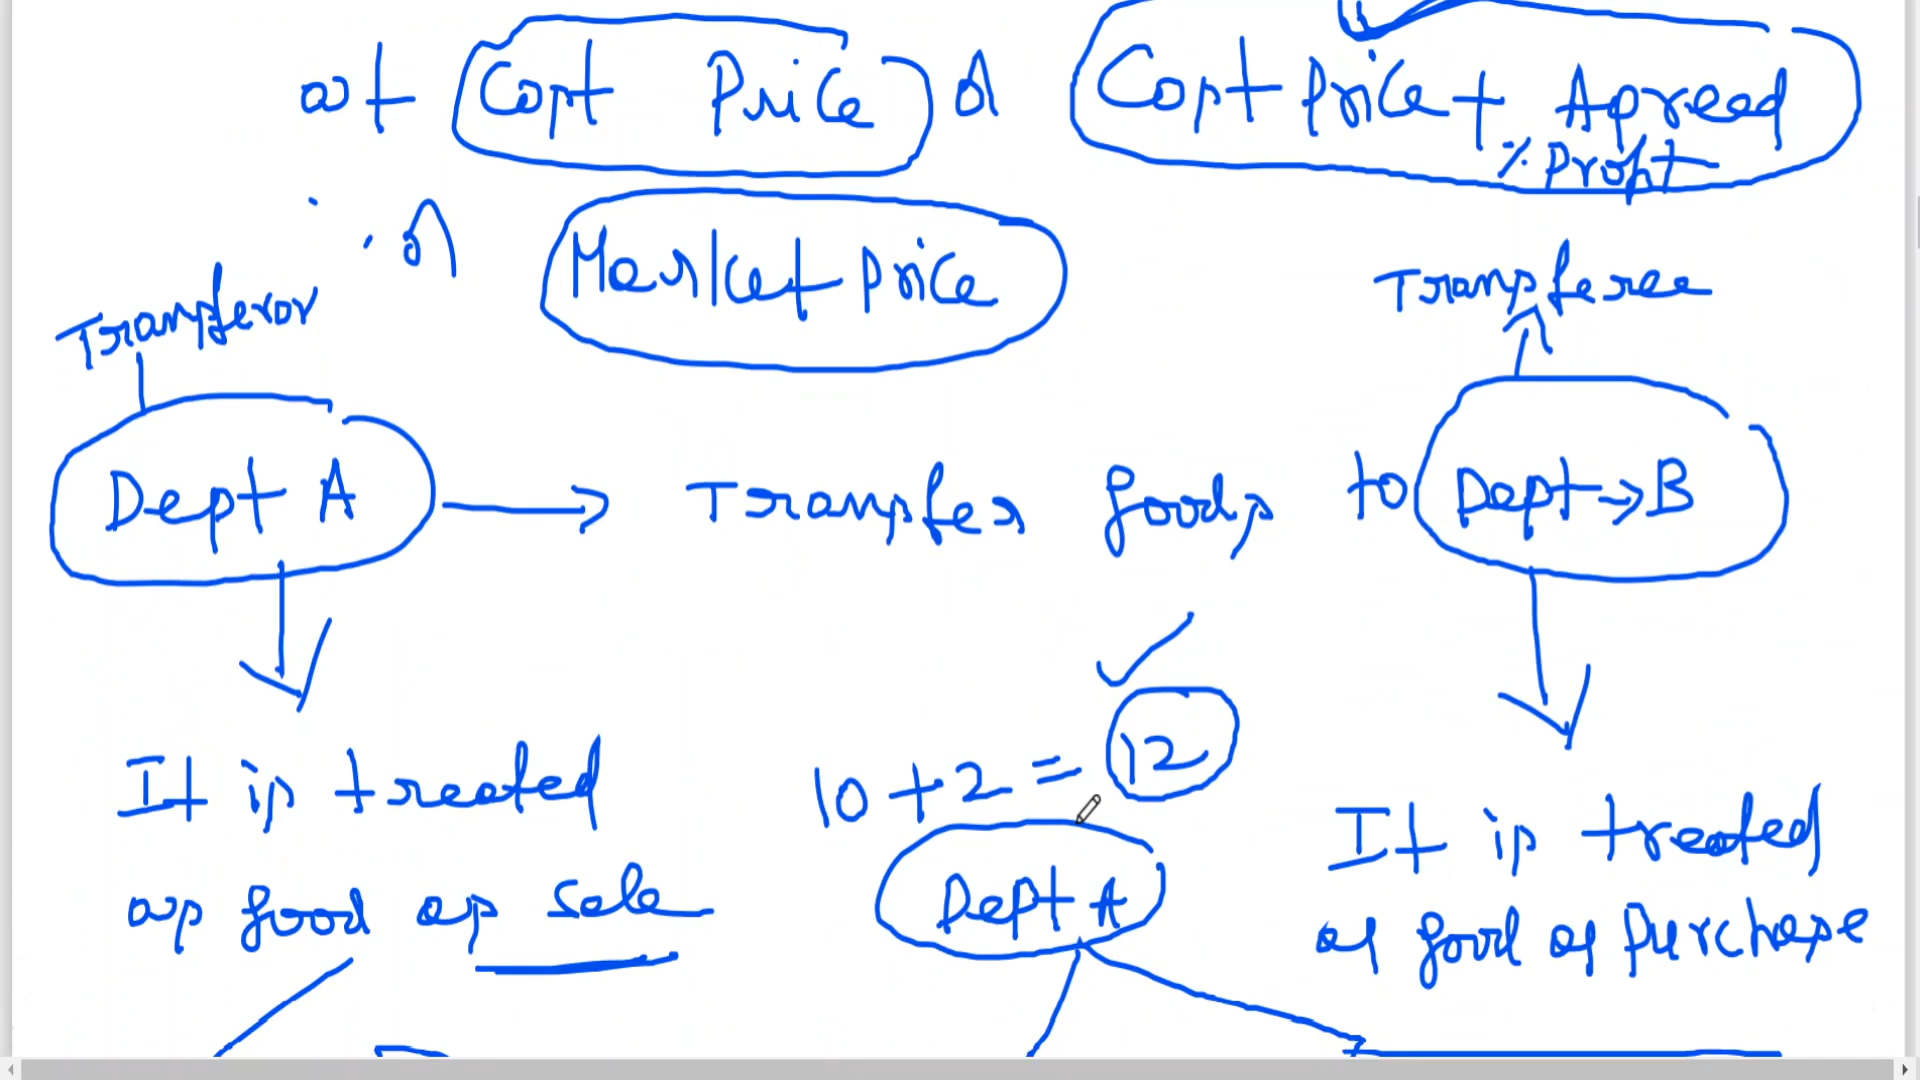 at Cost Price or Cost Price + Agreed
% Profit
or Market Price
Transferor
Transferee
Dept A → Transfer goods to Dept → B
10 + 2 = 12
It is treated
as good as sale
Dept A
It is treated
as good as Purchase